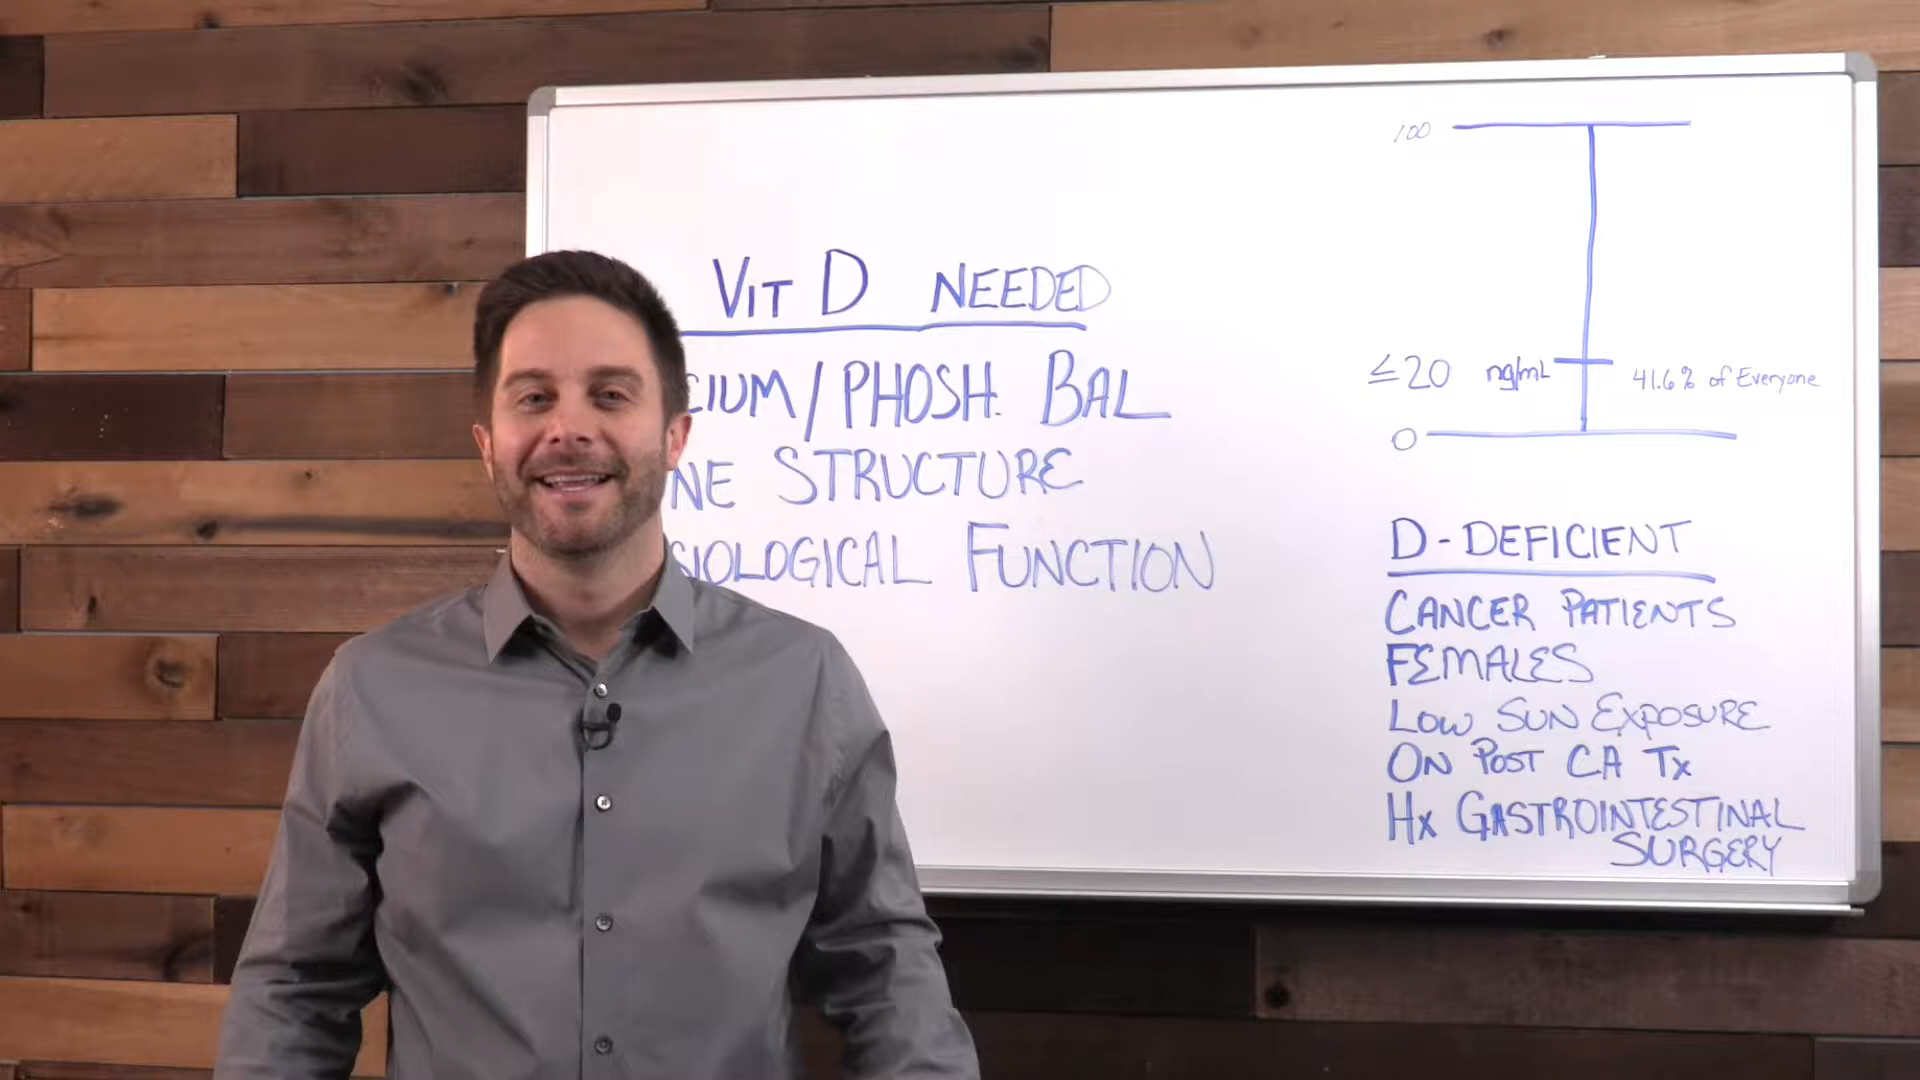 VIT D NEEDED
CIUM/PHOSH. BAL
NE STRUCTURE
SIOLOGICAL FUNCTION
100
≤20 ng/mL 41.6% of Everyone
0
D-DEFICIENT
CANCER PATIENTS
FEMALES
LOW SUN EXPOSURE
ON POST CA TX
HX GASTROINTESTINAL
SURGERY